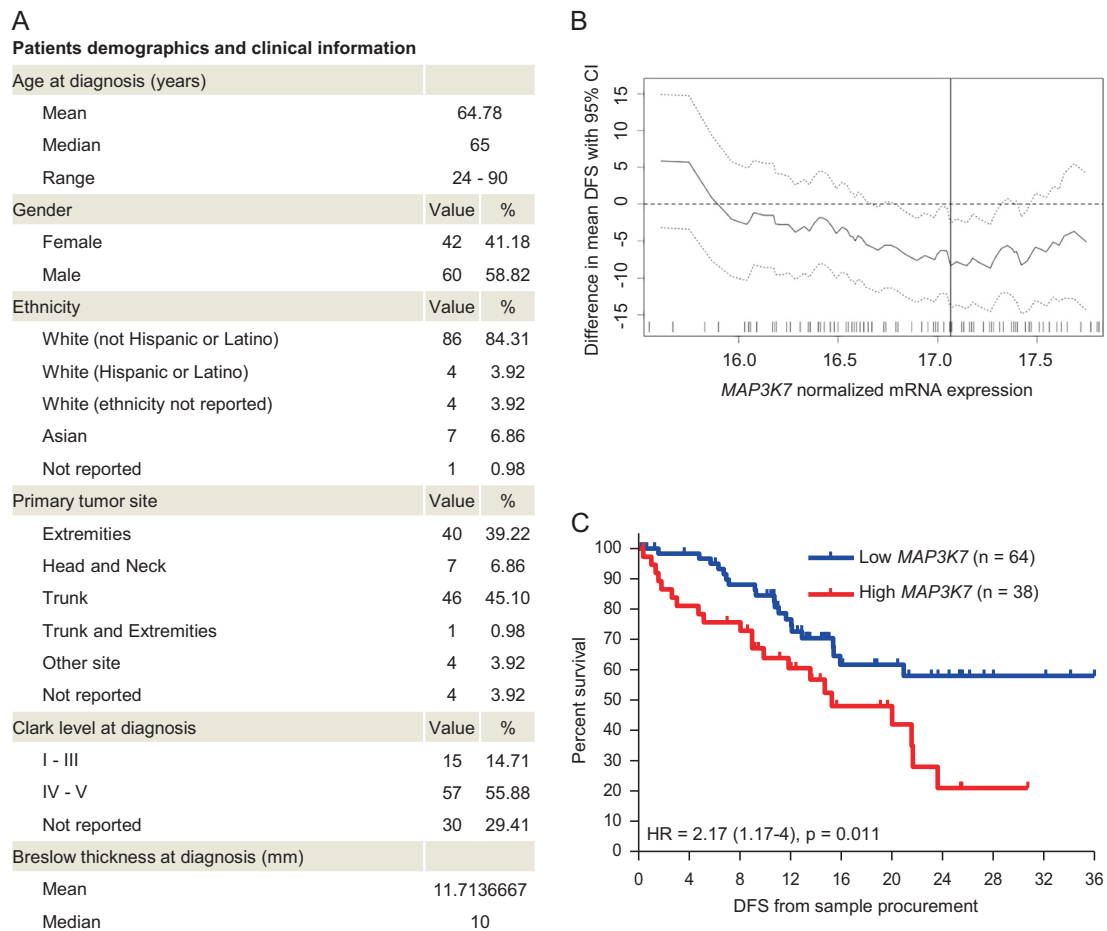 A
Patients demographics and clinical information
Age at diagnosis (years)
Mean 64.78
Median 65
Range 24 - 90
Gender Value %
Female 42 41.18
Male 60 58.82
Ethnicity Value %
White (not Hispanic or Latino) 86 84.31
White (Hispanic or Latino) 4 3.92
White (ethnicity not reported) 4 3.92
Asian 7 6.86
Not reported 1 0.98
Primary tumor site Value %
Extremities 40 39.22
Head and Neck 7 6.86
Trunk 46 45.10
Trunk and Extremities 1 0.98
Other site 4 3.92
Not reported 4 3.92
Clark level at diagnosis Value %
I - III 15 14.71
IV - V 57 55.88
Not reported 30 29.41
Breslow thickness at diagnosis (mm)
Mean 11.7136667
Median 10
B
Difference in mean DFS with 95% CI
15
10
5
0
-5
-10
-15
16.0 16.5 17.0 17.5
MAP3K7 normalized mRNA expression
C
Percent survival
100
90
80
70
60
50
40
30
20
10
0
Low MAP3K7 (n = 64)
High MAP3K7 (n = 38)
HR = 2.17 (1.17-4), p = 0.011
0 4 8 12 16 20 24 28 32 36
DFS from sample procurement